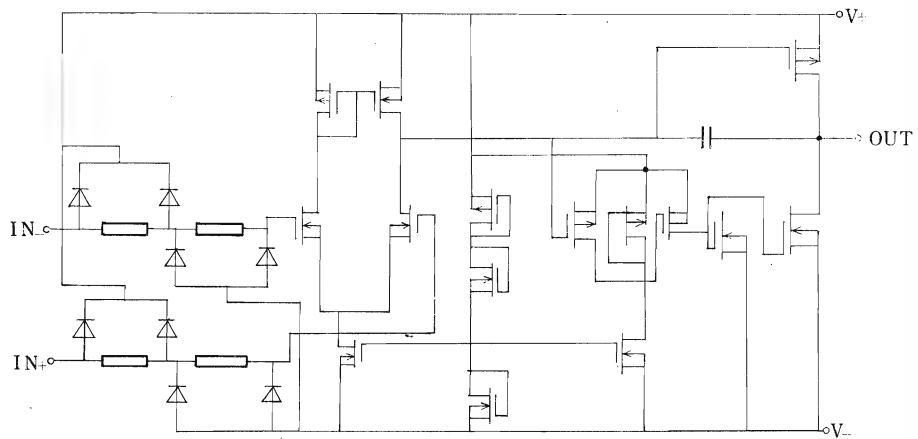 V+
OUT
IN-
IN+
V-